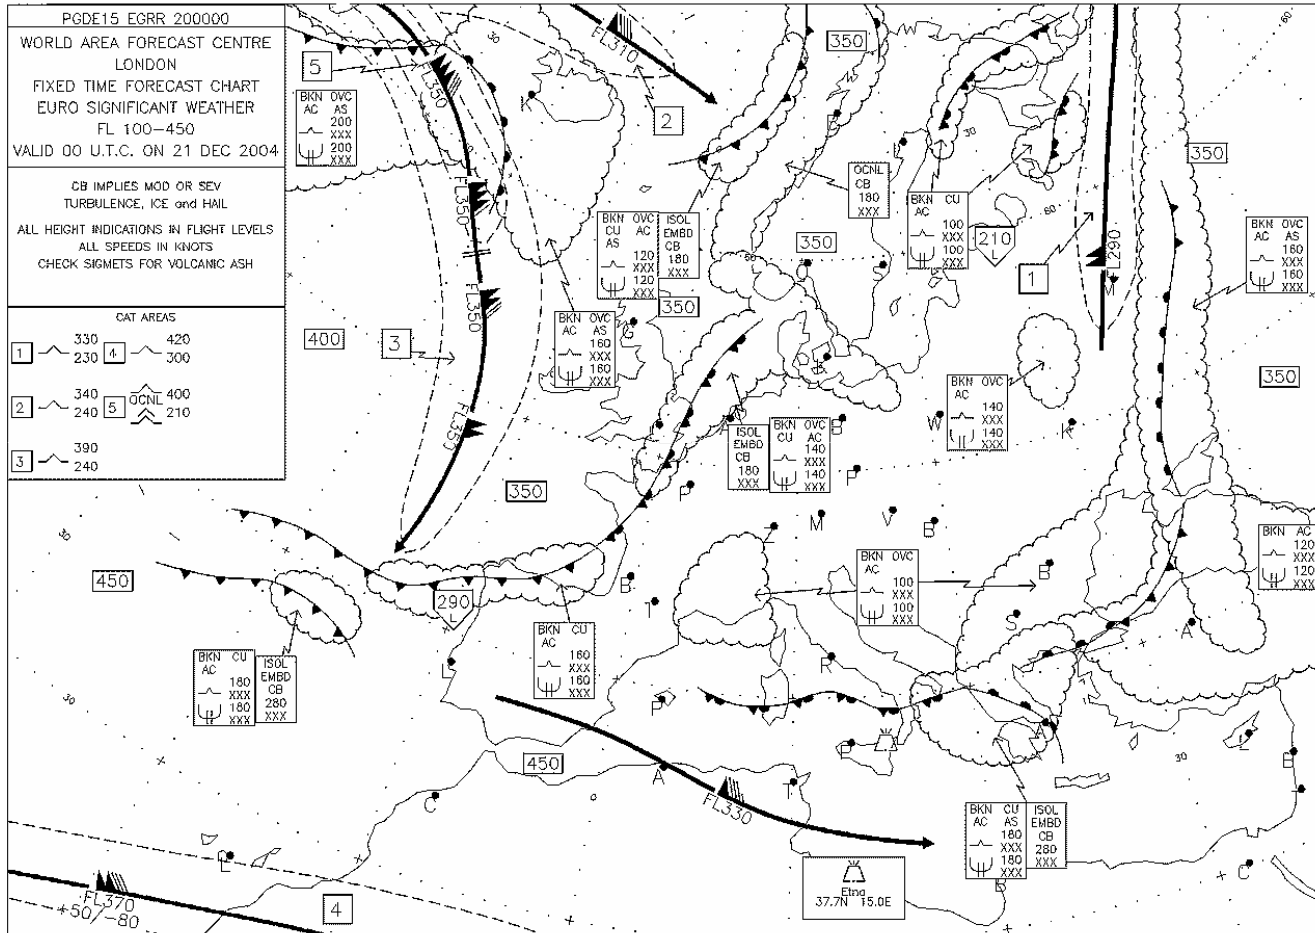 PGDE15 EGRR 200000
WORLD AREA FORECAST CENTRE
LONDON
FIXED TIME FORECAST CHART
EURO SIGNIFICANT WEATHER
FL 100-450
VALID 00 U.T.C. ON 21 DEC 2004
CB IMPLIES MOD OR SEV
TURBULENCE, ICE and HAIL
ALL HEIGHT INDICATIONS IN FLIGHT LEVELS
ALL SPEEDS IN KNOTS
CHECK SIGMETS FOR VOLCANIC ASH
CAT AREAS
1 330 4 420
230 300
2 340 5 OCNL 400
240 210
3 390
240
5
BKN OVC
AC AS
200
XXX
200
XXX
30
FL350
FL310
2
350
60
350
OCNL
CB
180
XXX
30
BKN CU
AC
100
XXX
100
XXX
60
210
L
1
FL290
M
BKN OVC
AC AS
160
XXX
160
XXX
FL350
BKN OVC
CU
AS
120
XXX
120
XXX
ISOL
EMBD
CB
180
XXX
350
350
S
FL350
400
3
BKN OVC
AC AS
160
XXX
160
XXX
G
350
BKN OVC
AC
140
XXX
140
XXX
FL350
ISOL
EMBD
CB
180
XXX
BKN OVC
CU AC
140
XXX
140
XXX
B
W
K
P
P
350
30
M
V
B
Z
450
290
L
B
T
BKN OVC
AC
100
XXX
100
XXX
B
S
BKN AC
120
XXX
120
XXX
A
BKN CU
AC
160
XXX
160
XXX
L
R
30
BKN CU
AC
180
XXX
180
XXX
ISOL
EMBD
CB
280
XXX
P
P
A
L
30
B
T
450
A
T
FL330
C
BKN CU
AC AS
180
XXX
180
XXX
ISOL
EMBD
CB
280
XXX
Etna
37.7N 15.0E
C
L
FL370
+50/-80
4